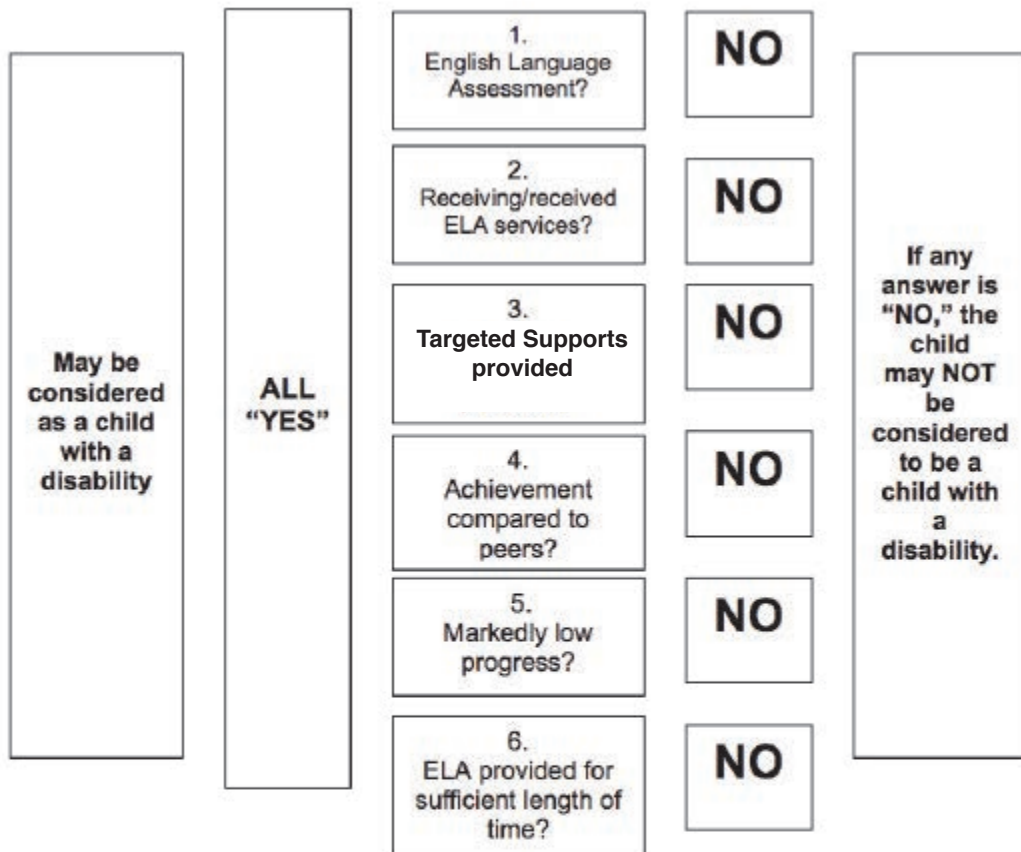 May be
considered
as a child
with a
disability
ALL
“YES”
1.
English Language
Assessment?
NO
2.
Receiving/received
ELA services?
NO
3.
Targeted Supports
provided
NO
4.
Achievement
compared to
peers?
NO
5.
Markedly low
progress?
NO
6.
ELA provided for
sufficient length of
time?
NO
If any
answer is
“NO,” the
child
may NOT
be
considered
to be a
child with
a
disability.